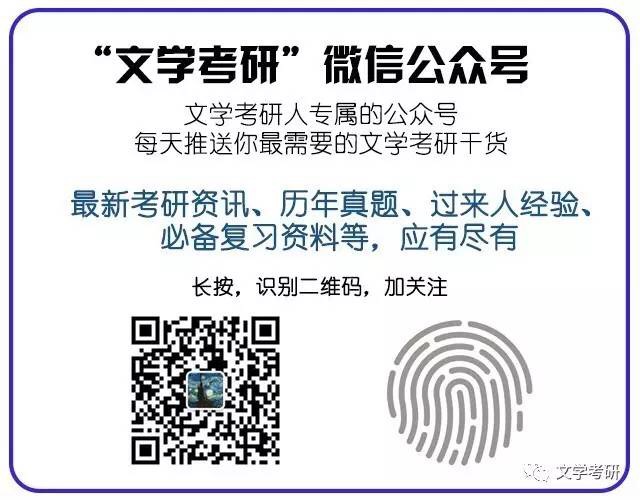 “文学考研”微信公众号
文学考研人专属的公众号
每天推送你最需要的文学考研干货
最新考研资讯、历年真题、过来人经验、
必备复习资料等，应有尽有
长按，识别二维码，加关注
文学考研